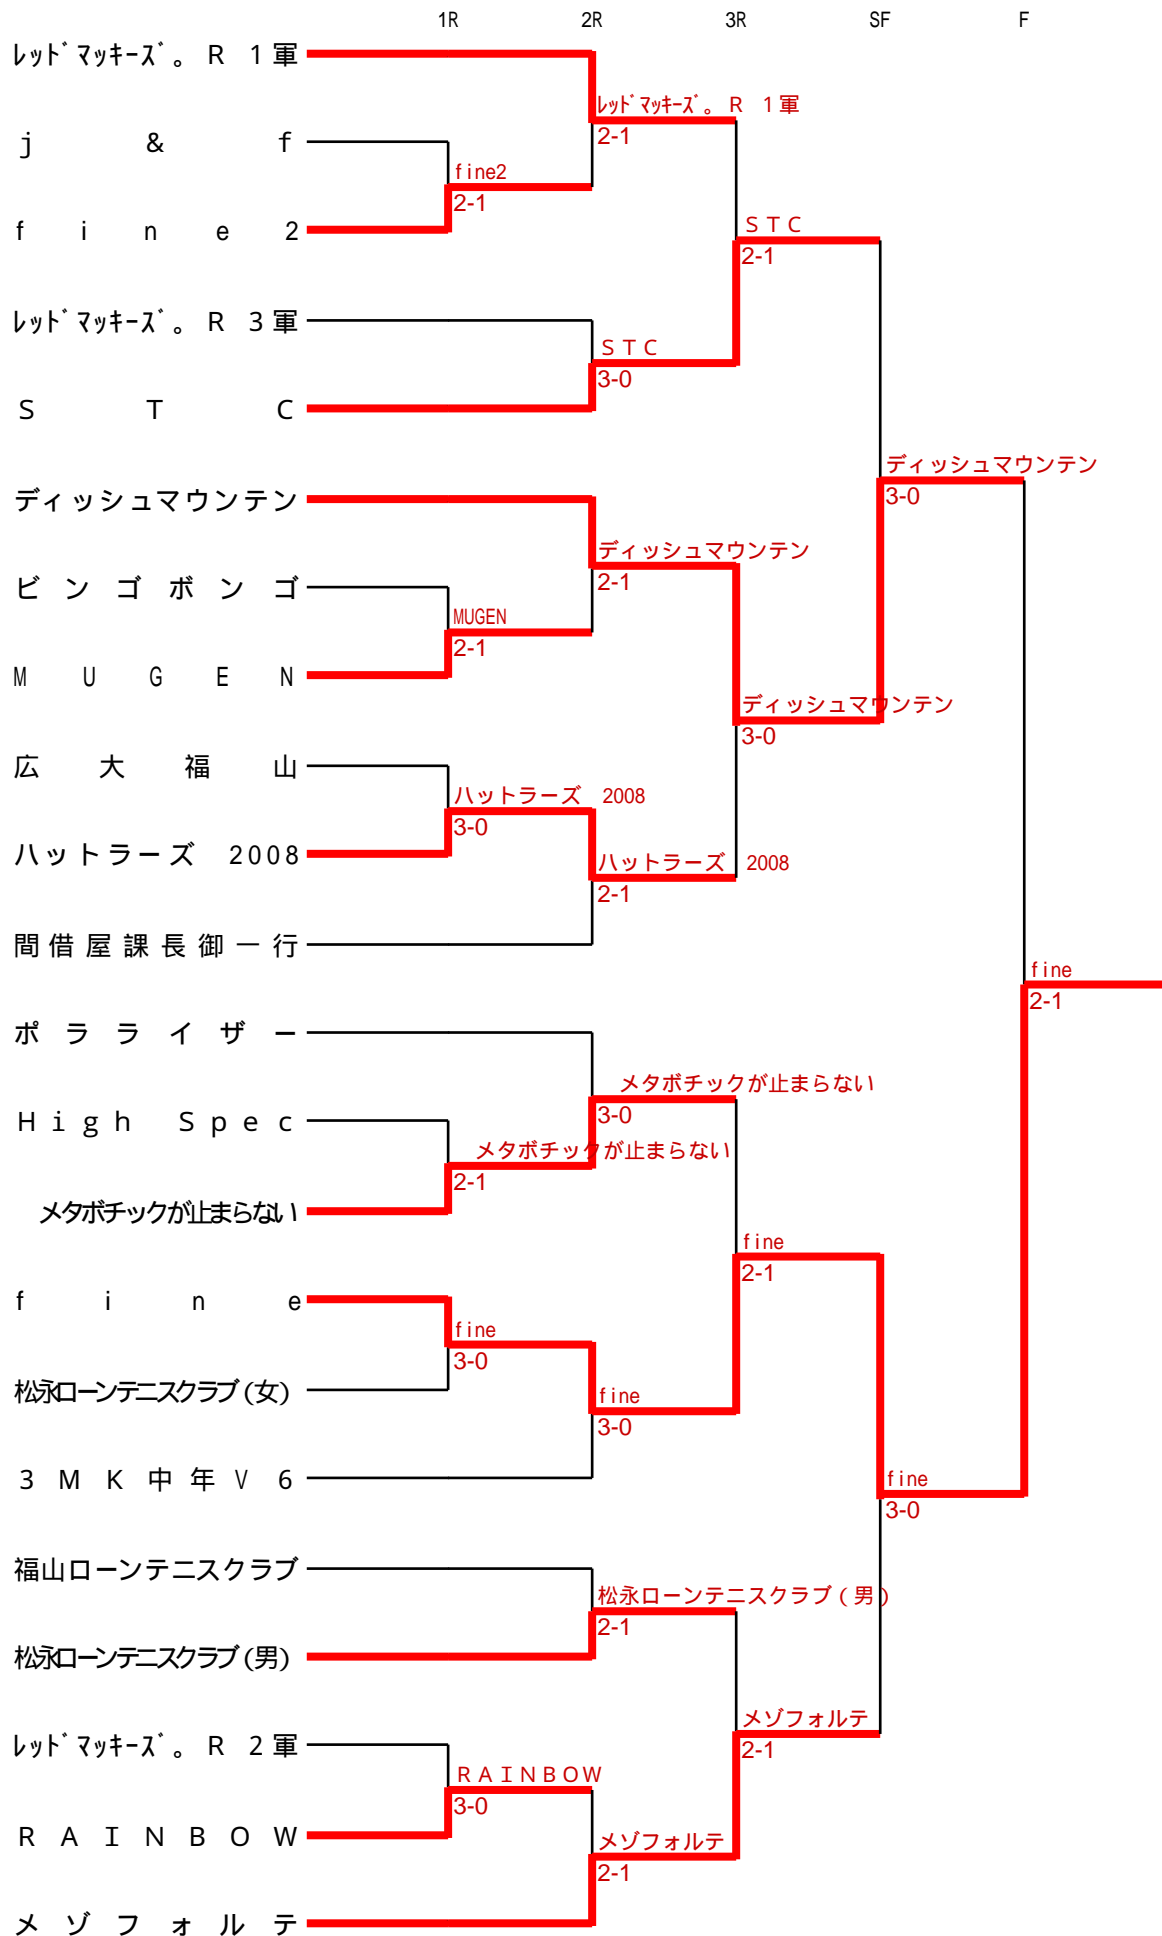 1R 2R 3R SF F
ﾚｯﾄﾞﾏｯｷｰｽﾞ。R 1軍
ﾚｯﾄﾞﾏｯｷｰｽﾞ。R 1軍
2-1
j & f
fine2
2-1
f i n e 2
STC
2-1
ﾚｯﾄﾞﾏｯｷｰｽﾞ。R 3軍
STC
3-0
S T C
ディッシュマウンテン
3-0
ディッシュマウンテン
ディッシュマウンテン
2-1
ビンゴボンゴ
MUGEN
2-1
M U G E N
ディッシュマウンテン
3-0
広大福山
ハットラーズ 2008
3-0
ハットラーズ 2008
ハットラーズ 2008
2-1
間借屋課長御一行
fine
2-1
ポラライザー
メタボチックが止まらない
3-0
High Spec
メタボチックが止まらない
2-1
メタボチックが止まらない
fine
2-1
f i n e
fine
3-0
松永ローンテニスクラブ(女)
fine
3-0
3MK中年V6
fine
3-0
福山ローンテニスクラブ
松永ローンテニスクラブ(男)
2-1
松永ローンテニスクラブ(男)
メゾフォルテ
2-1
ﾚｯﾄﾞﾏｯｷｰｽﾞ。R 2軍
RAINBOW
3-0
RAINBOW
メゾフォルテ
2-1
メゾフォルテ